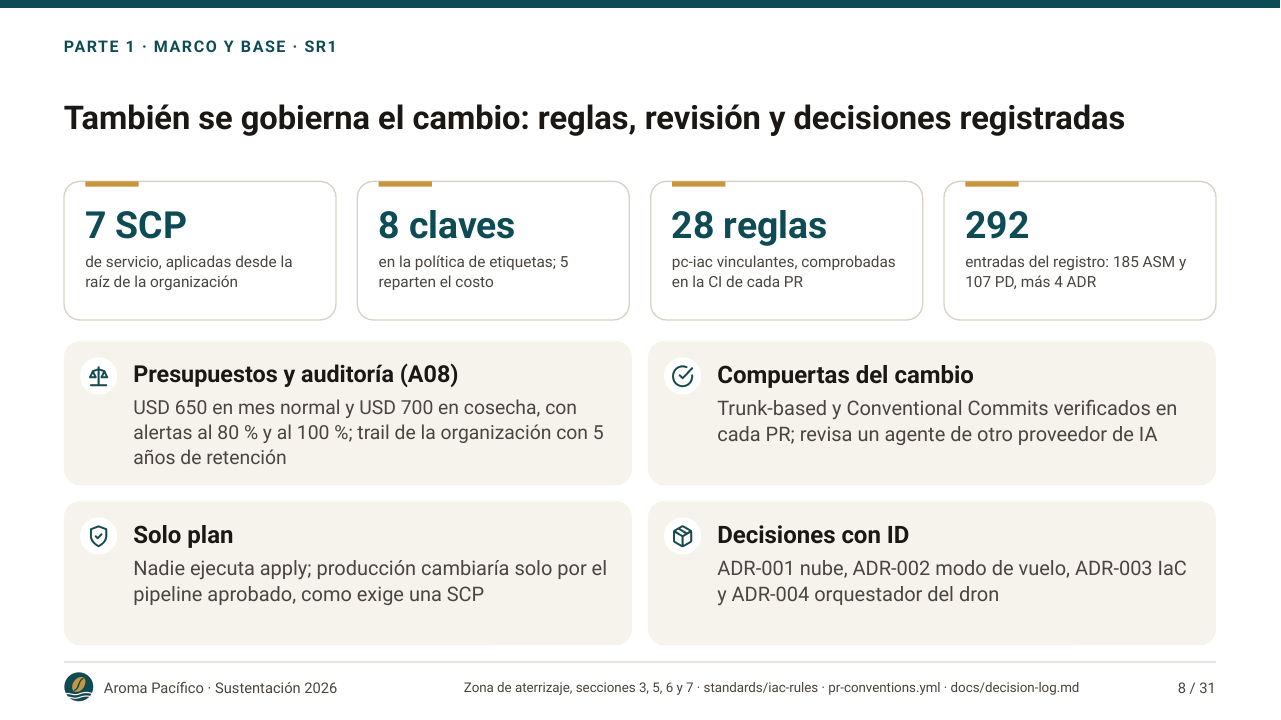 PARTE 1 · MARCO Y BASE · SR1
También se gobierna el cambio: reglas, revisión y decisiones registradas
7 SCP
de servicio, aplicadas desde la
raíz de la organización
8 claves
en la política de etiquetas; 5
reparten el costo
28 reglas
pc-iac vinculantes, comprobadas
en la CI de cada PR
292
entradas del registro: 185 ASM y
107 PD, más 4 ADR
Presupuestos y auditoría (A08)
USD 650 en mes normal y USD 700 en cosecha, con
alertas al 80 % y al 100 %; trail de la organización con 5
años de retención
Compuertas del cambio
Trunk-based y Conventional Commits verificados en
cada PR; revisa un agente de otro proveedor de IA
Solo plan
Nadie ejecuta apply; producción cambiaría solo por el
pipeline aprobado, como exige una SCP
Decisiones con ID
ADR-001 nube, ADR-002 modo de vuelo, ADR-003 IaC
y ADR-004 orquestador del dron
Aroma Pacífico · Sustentación 2026
Zona de aterrizaje, secciones 3, 5, 6 y 7 · standards/iac-rules · pr-conventions.yml · docs/decision-log.md
8 / 31